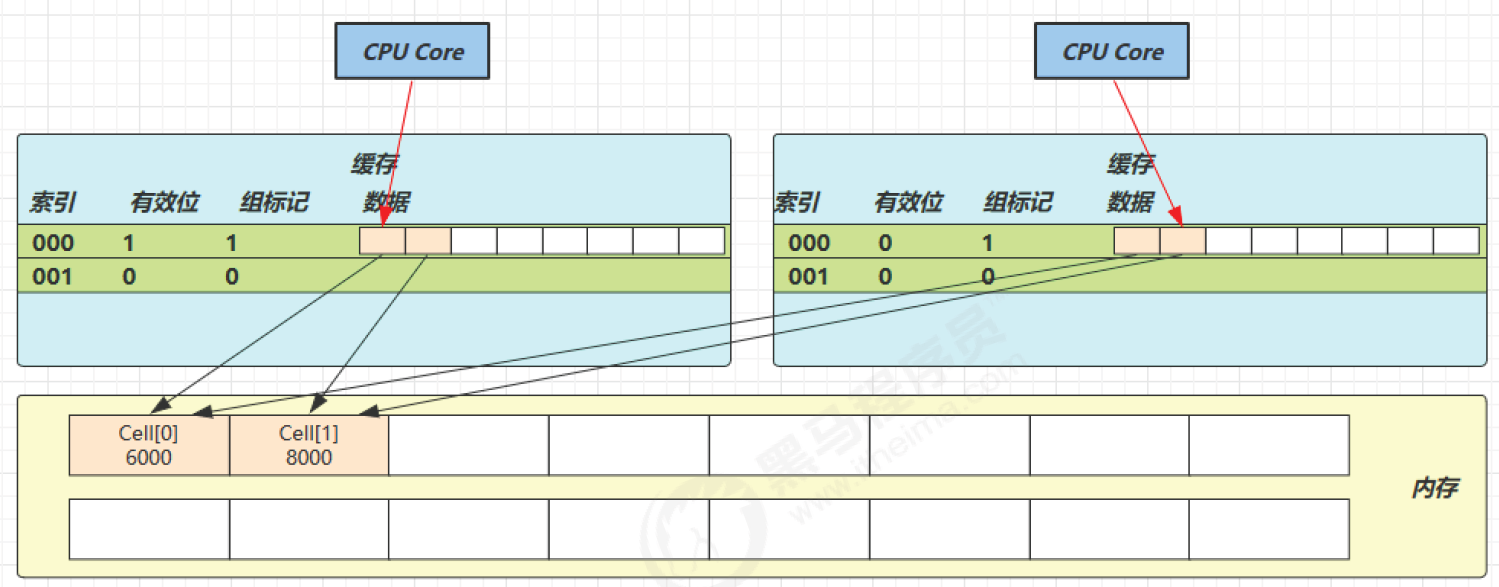 CPU Core
CPU Core
缓存
索引 有效位 组标记 数据
000 1 1
001 0 0
缓存
索引 有效位 组标记 数据
000 0 1
001 0 0
Cell[0]
6000
Cell[1]
8000
内存
黑马程序员
www.itheima.com